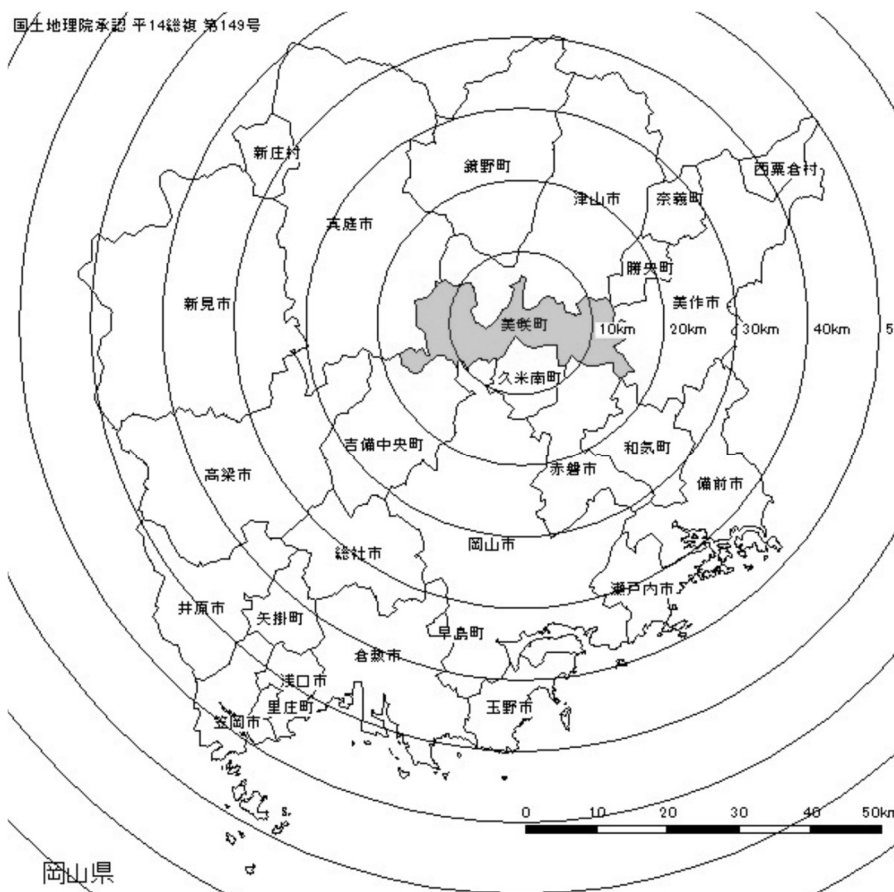 国土地理院承認 平14総複 第149号
新庄村
鏡野町
西粟倉村
津山市
奈義町
真庭市
勝央町
新見市
美作市
美咲町
10km
20km
30km
40km
5
久米南町
吉備中央町
和気町
高梁市
赤磐市
備前市
岡山市
総社市
瀬戸内市
井原市
矢掛町
早島町
倉敷市
浅口市
里庄町
玉野市
笠岡市
0 10 20 30 40 50km
岡山県